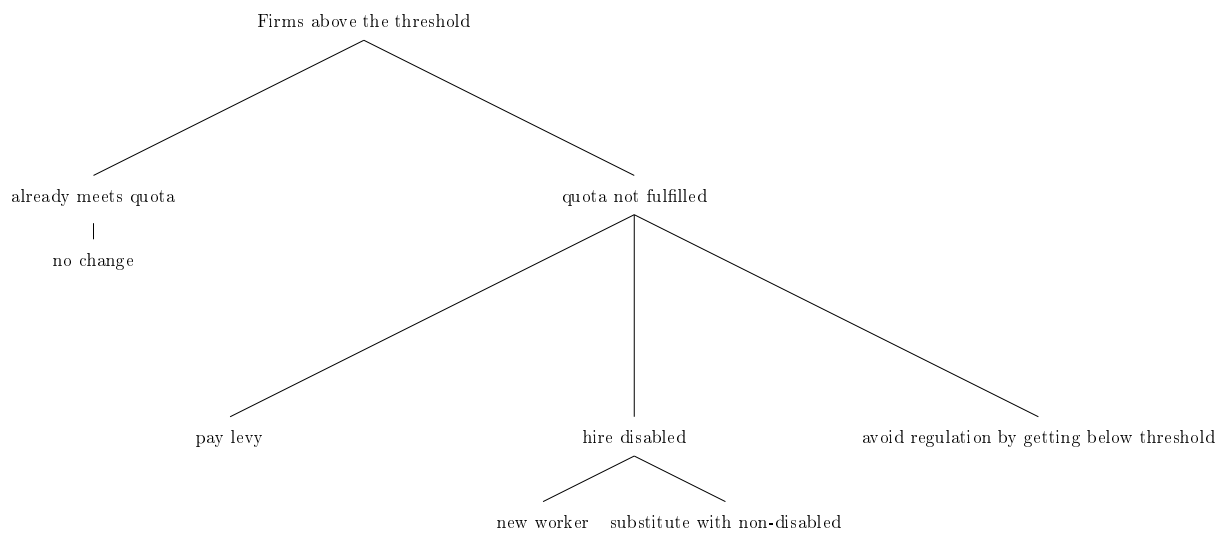 Firms above the threshold
already meets quota
quota not fulfilled
no change
pay levy
hire disabled
avoid regulation by getting below threshold
new worker
substitute with non-disabled